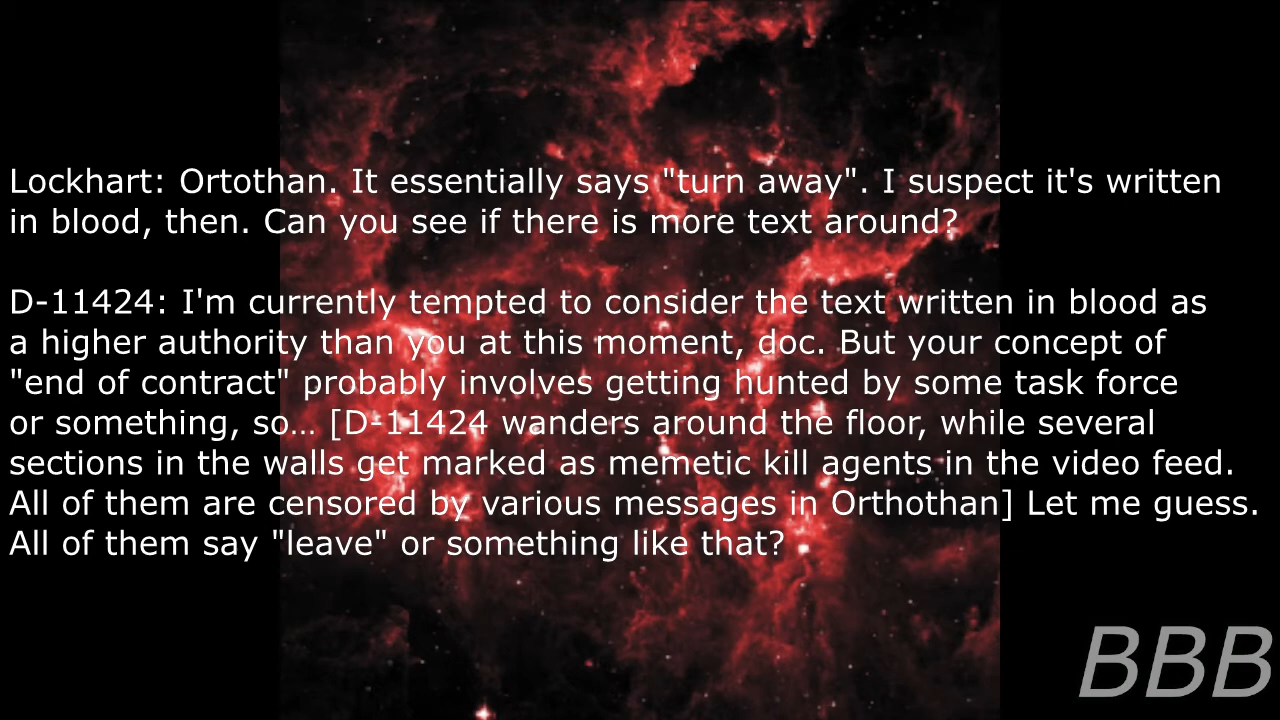 Lockhart: Ortothan. It essentially says "turn away". I suspect it's written
in blood, then. Can you see if there is more text around?
D-11424: I'm currently tempted to consider the text written in blood as
a higher authority than you at this moment, doc. But your concept of
"end of contract" probably involves getting hunted by some task force
or something, so… [D-11424 wanders around the floor, while several
sections in the walls get marked as memetic kill agents in the video feed.
All of them are censored by various messages in Orthothan] Let me guess.
All of them say "leave" or something like that?
BBB